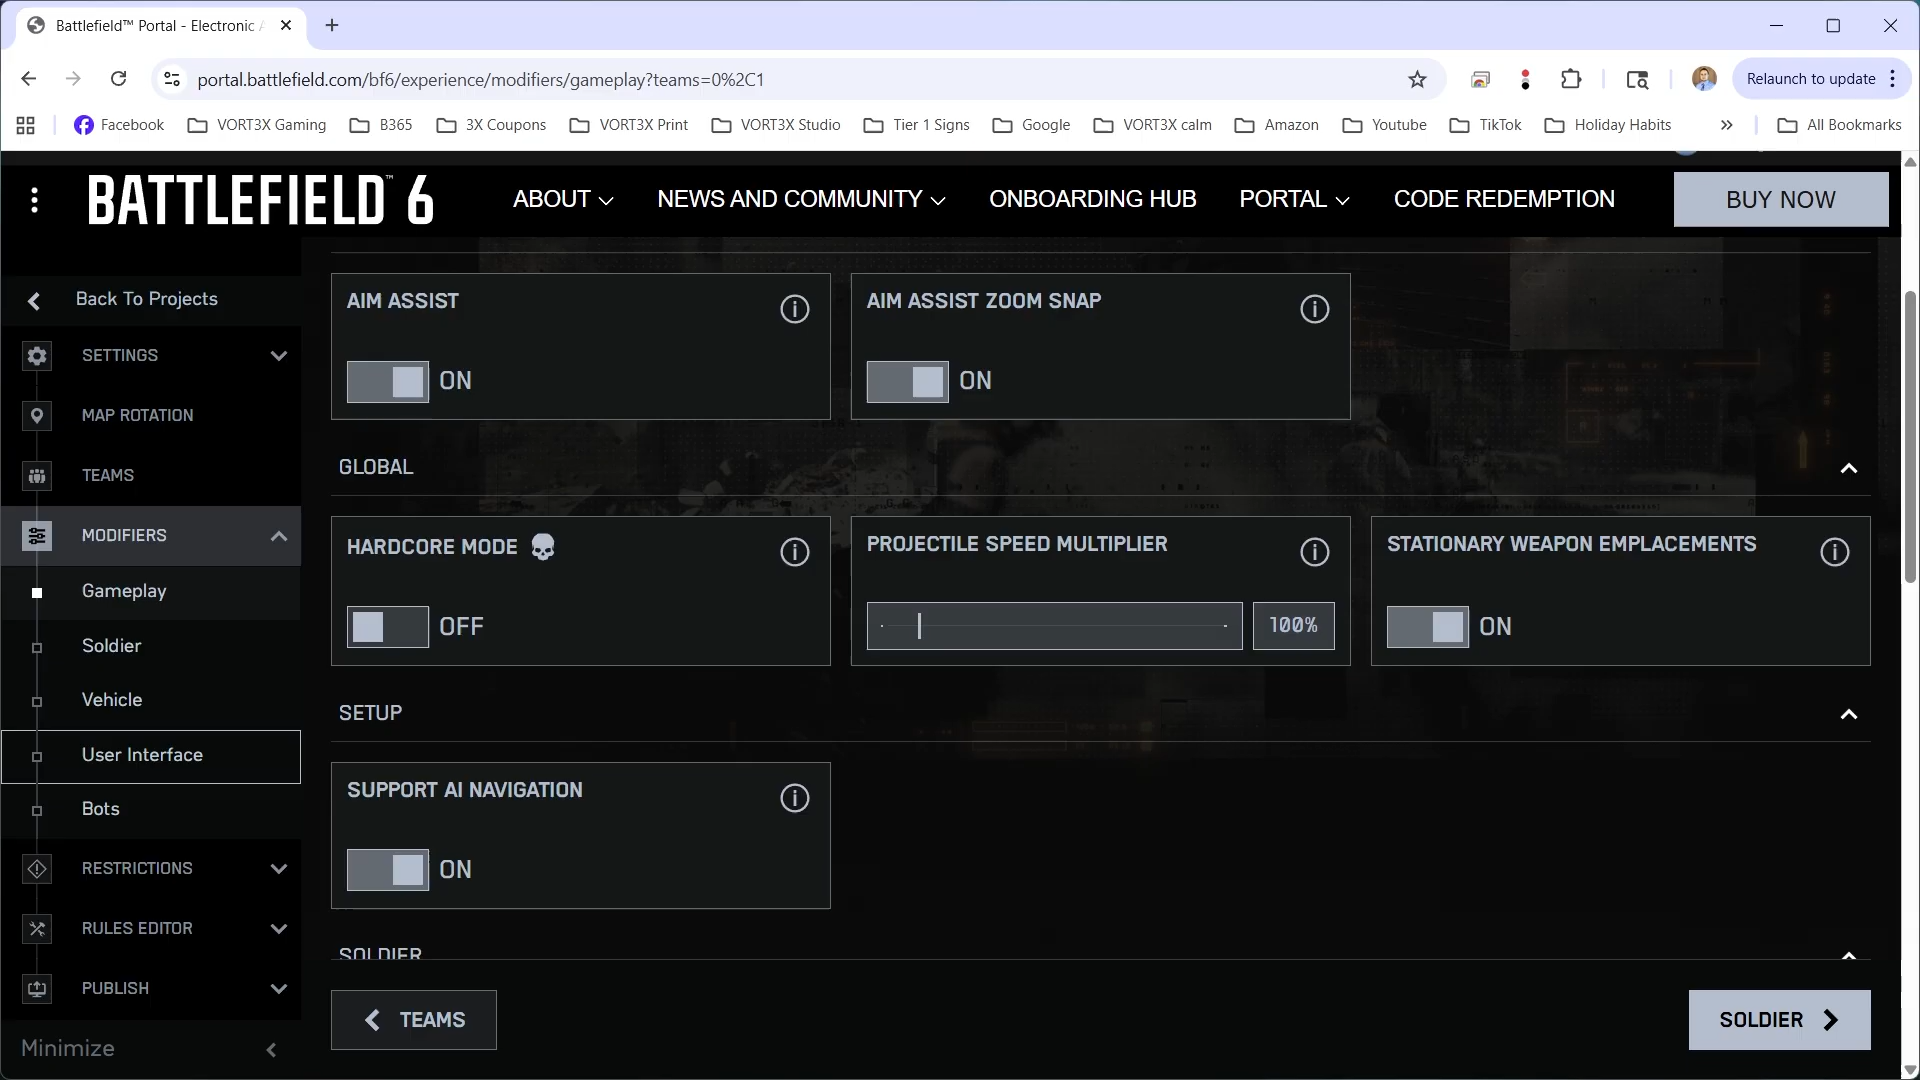 Battlefield™ Portal - Electronic
portal.battlefield.com/bf6/experience/modifiers/gameplay?teams=0%2C1
Relaunch to update
Facebook
VORT3X Gaming
B365
3X Coupons
VORT3X Print
VORT3X Studio
Tier 1 Signs
Google
VORT3X calm
Amazon
Youtube
TikTok
Holiday Habits
All Bookmarks
BATTLEFIELD™ 6
ABOUT
NEWS AND COMMUNITY
ONBOARDING HUB
PORTAL
CODE REDEMPTION
BUY NOW
Back To Projects
SETTINGS
MAP ROTATION
TEAMS
MODIFIERS
Gameplay
Soldier
Vehicle
User Interface
Bots
RESTRICTIONS
RULES EDITOR
PUBLISH
Minimize
AIM ASSIST
ON
AIM ASSIST ZOOM SNAP
ON
GLOBAL
HARDCORE MODE
OFF
PROJECTILE SPEED MULTIPLIER
100%
STATIONARY WEAPON EMPLACEMENTS
ON
SETUP
SUPPORT AI NAVIGATION
ON
SOLDIER
TEAMS
SOLDIER